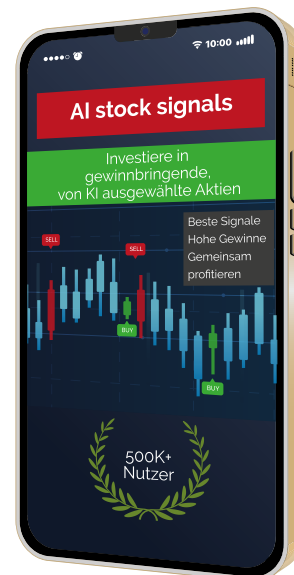 10:00
AI stock signals
Investiere in
gewinnbringende,
von KI ausgewählte Aktien
Beste Signale
Hohe Gewinne
Gemeinsam
profitieren
SELL
SELL
BUY
BUY
500K+
Nutzer